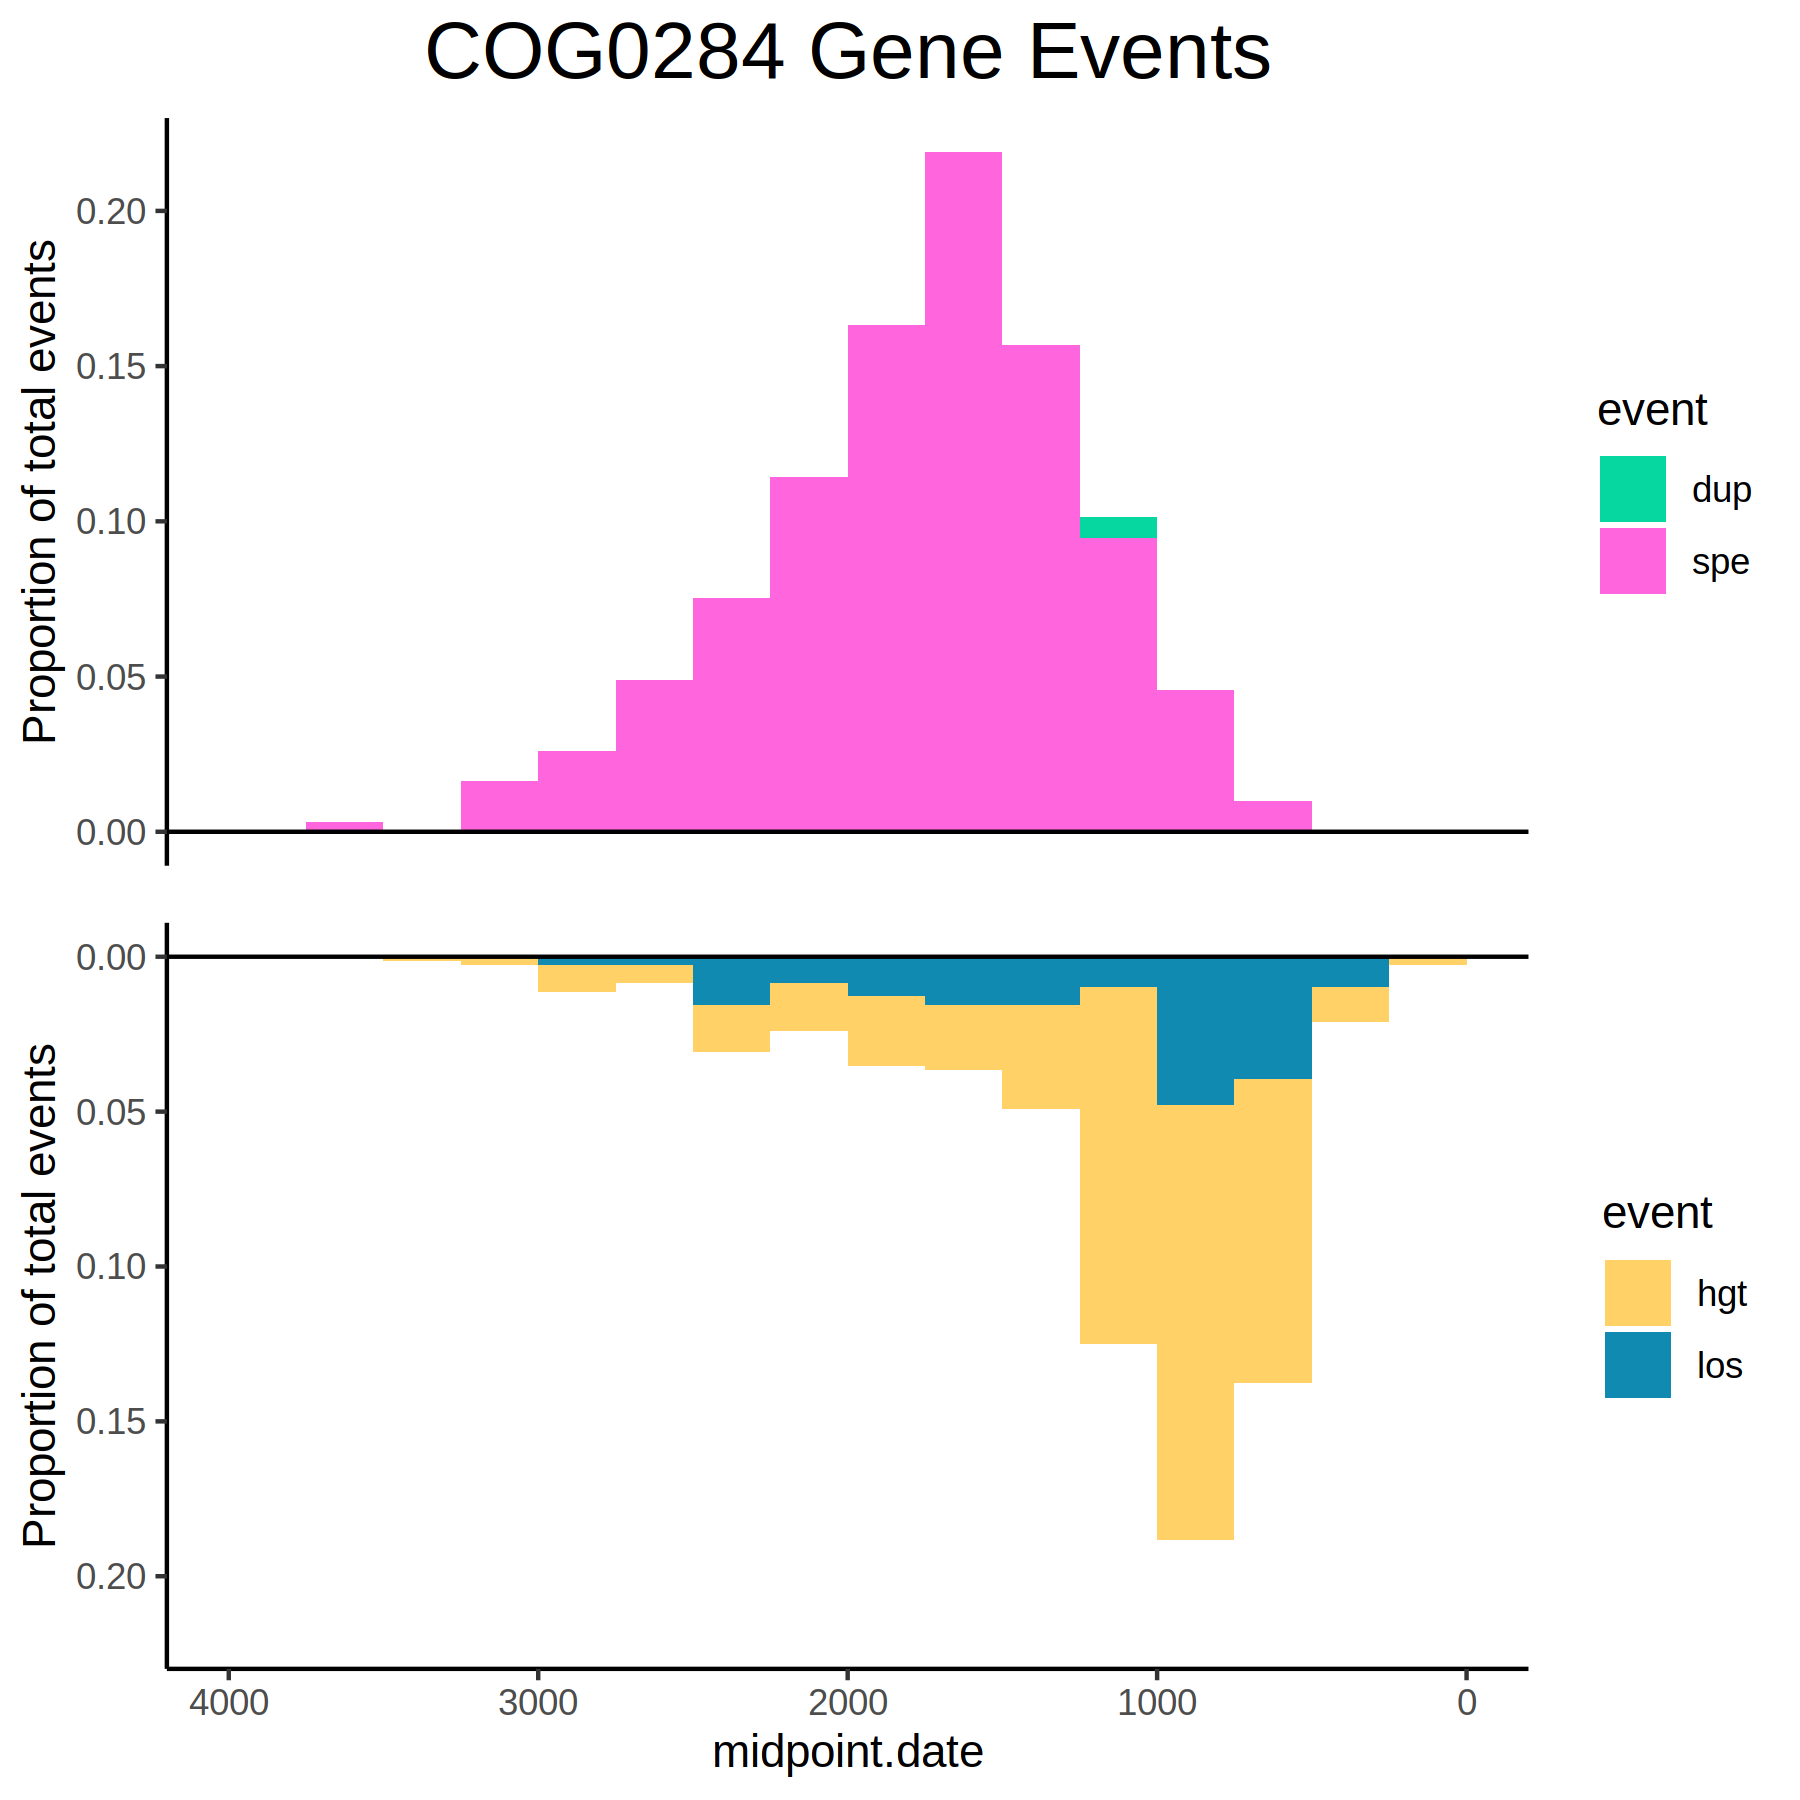 COG0284 Gene Events
Proportion of total events
0.20
0.15
0.10
0.05
0.00
event
dup
spe
Proportion of total events
0.00
0.05
0.10
0.15
0.20
event
hgt
los
4000 3000 2000 1000 0
midpoint.date